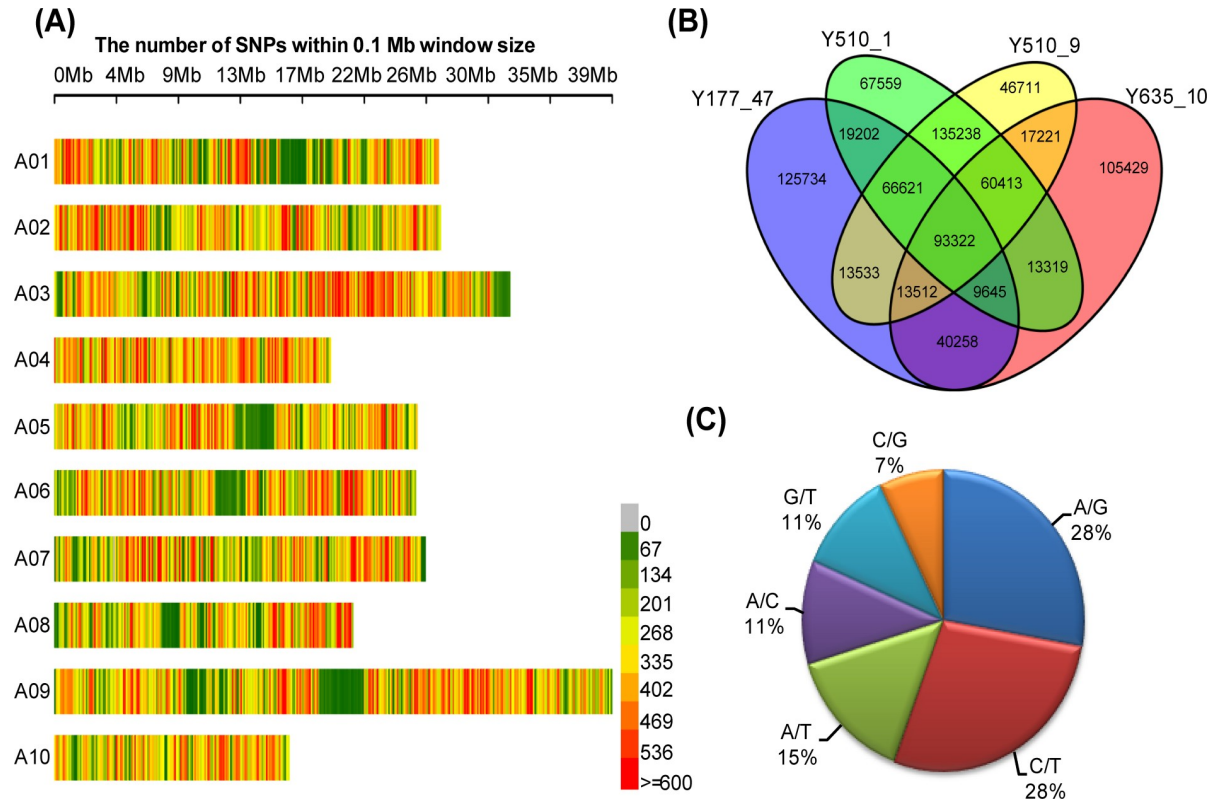 (A)
The number of SNPs within 0.1 Mb window size
0Mb 4Mb 9Mb 13Mb 17Mb 22Mb 26Mb 30Mb 35Mb 39Mb
A01
A02
A03
A04
A05
A06
A07
A08
A09
A10
0
67
134
201
268
335
402
469
536
>=600
(B)
Y177_47
Y510_1
Y510_9
Y635_10
67559
46711
19202
135238
17221
125734
66621
60413
105429
93322
13533
13512
9645
13319
40258
(C)
C/G
7%
G/T
11%
A/G
28%
A/C
11%
A/T
15%
C/T
28%